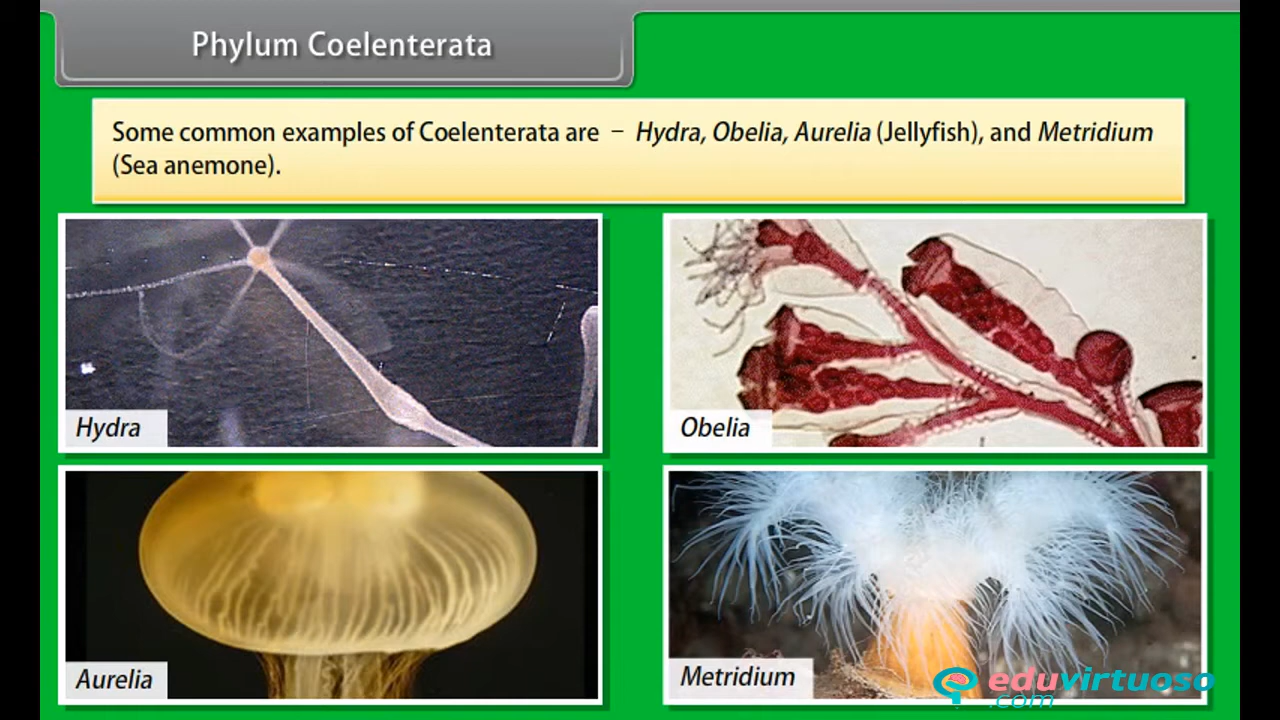 Phylum Coelenterata
Some common examples of Coelenterata are – Hydra, Obelia, Aurelia (Jellyfish), and Metridium
(Sea anemone).
Hydra
Obelia
Aurelia
Metridium
eduvirtuoso
.com